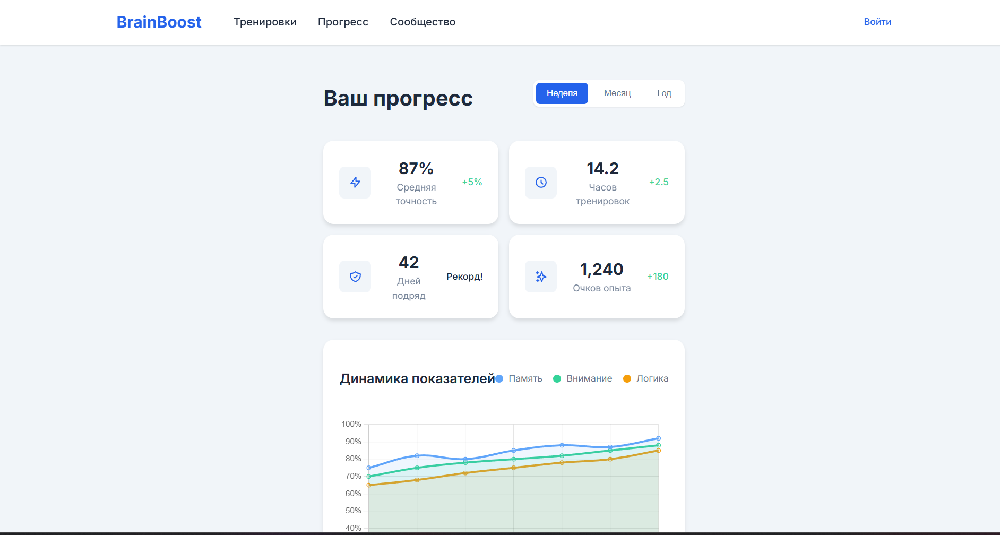 BrainBoost
Тренировки
Прогресс
Сообщество
Войти
Ваш прогресс
Неделя
Месяц
Год
87%
Средняя
точность
+5%
14.2
Часов
тренировок
+2.5
42
Дней
подряд
Рекорд!
1,240
Очков опыта
+180
Динамика показателей
Память
Внимание
Логика
100%
90%
80%
70%
60%
50%
40%